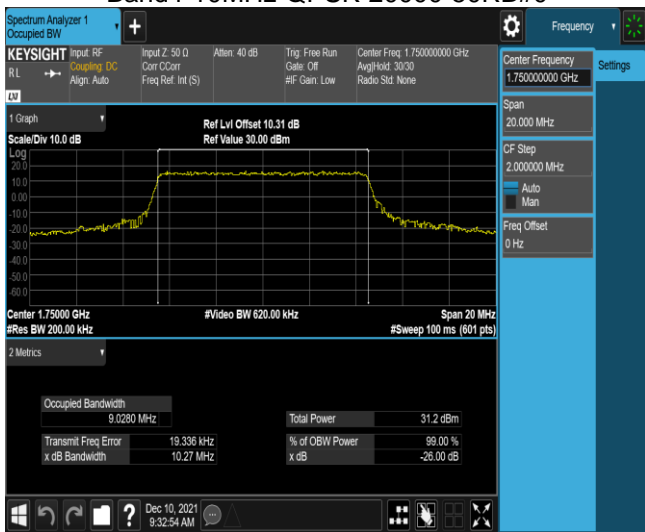 Spectrum Analyzer 1
Occupied BW
+
Frequency
KEYSIGHT
RL
Input: RF
Coupling: DC
Align: Auto
Input Z: 50 Ω
Corr CCorr
Freq Ref: Int (S)
Atten: 40 dB
Trig: Free Run
Gate: Off
#IF Gain: Low
Center Freq: 1.750000000 GHz
Avg|Hold: 30/30
Radio Std: None
LXI
Center Frequency
1.750000000 GHz
Settings
Span
20.000 MHz
CF Step
2.000000 MHz
Auto
Man
Freq Offset
0 Hz
1 Graph
Scale/Div 10.0 dB
Ref Lvl Offset 10.31 dB
Ref Value 30.00 dBm
Log
20.0
10.0
0.00
-10.0
-20.0
-30.0
-40.0
-50.0
-60.0
Center 1.75000 GHz
#Video BW 620.00 kHz
Span 20 MHz
#Res BW 200.00 kHz
#Sweep 100 ms (601 pts)
2 Metrics
Occupied Bandwidth
9.0280 MHz
Total Power 31.2 dBm
Transmit Freq Error 19.336 kHz
% of OBW Power 99.00 %
x dB Bandwidth 10.27 MHz
x dB -26.00 dB
?
Dec 10, 2021
9:32:54 AM